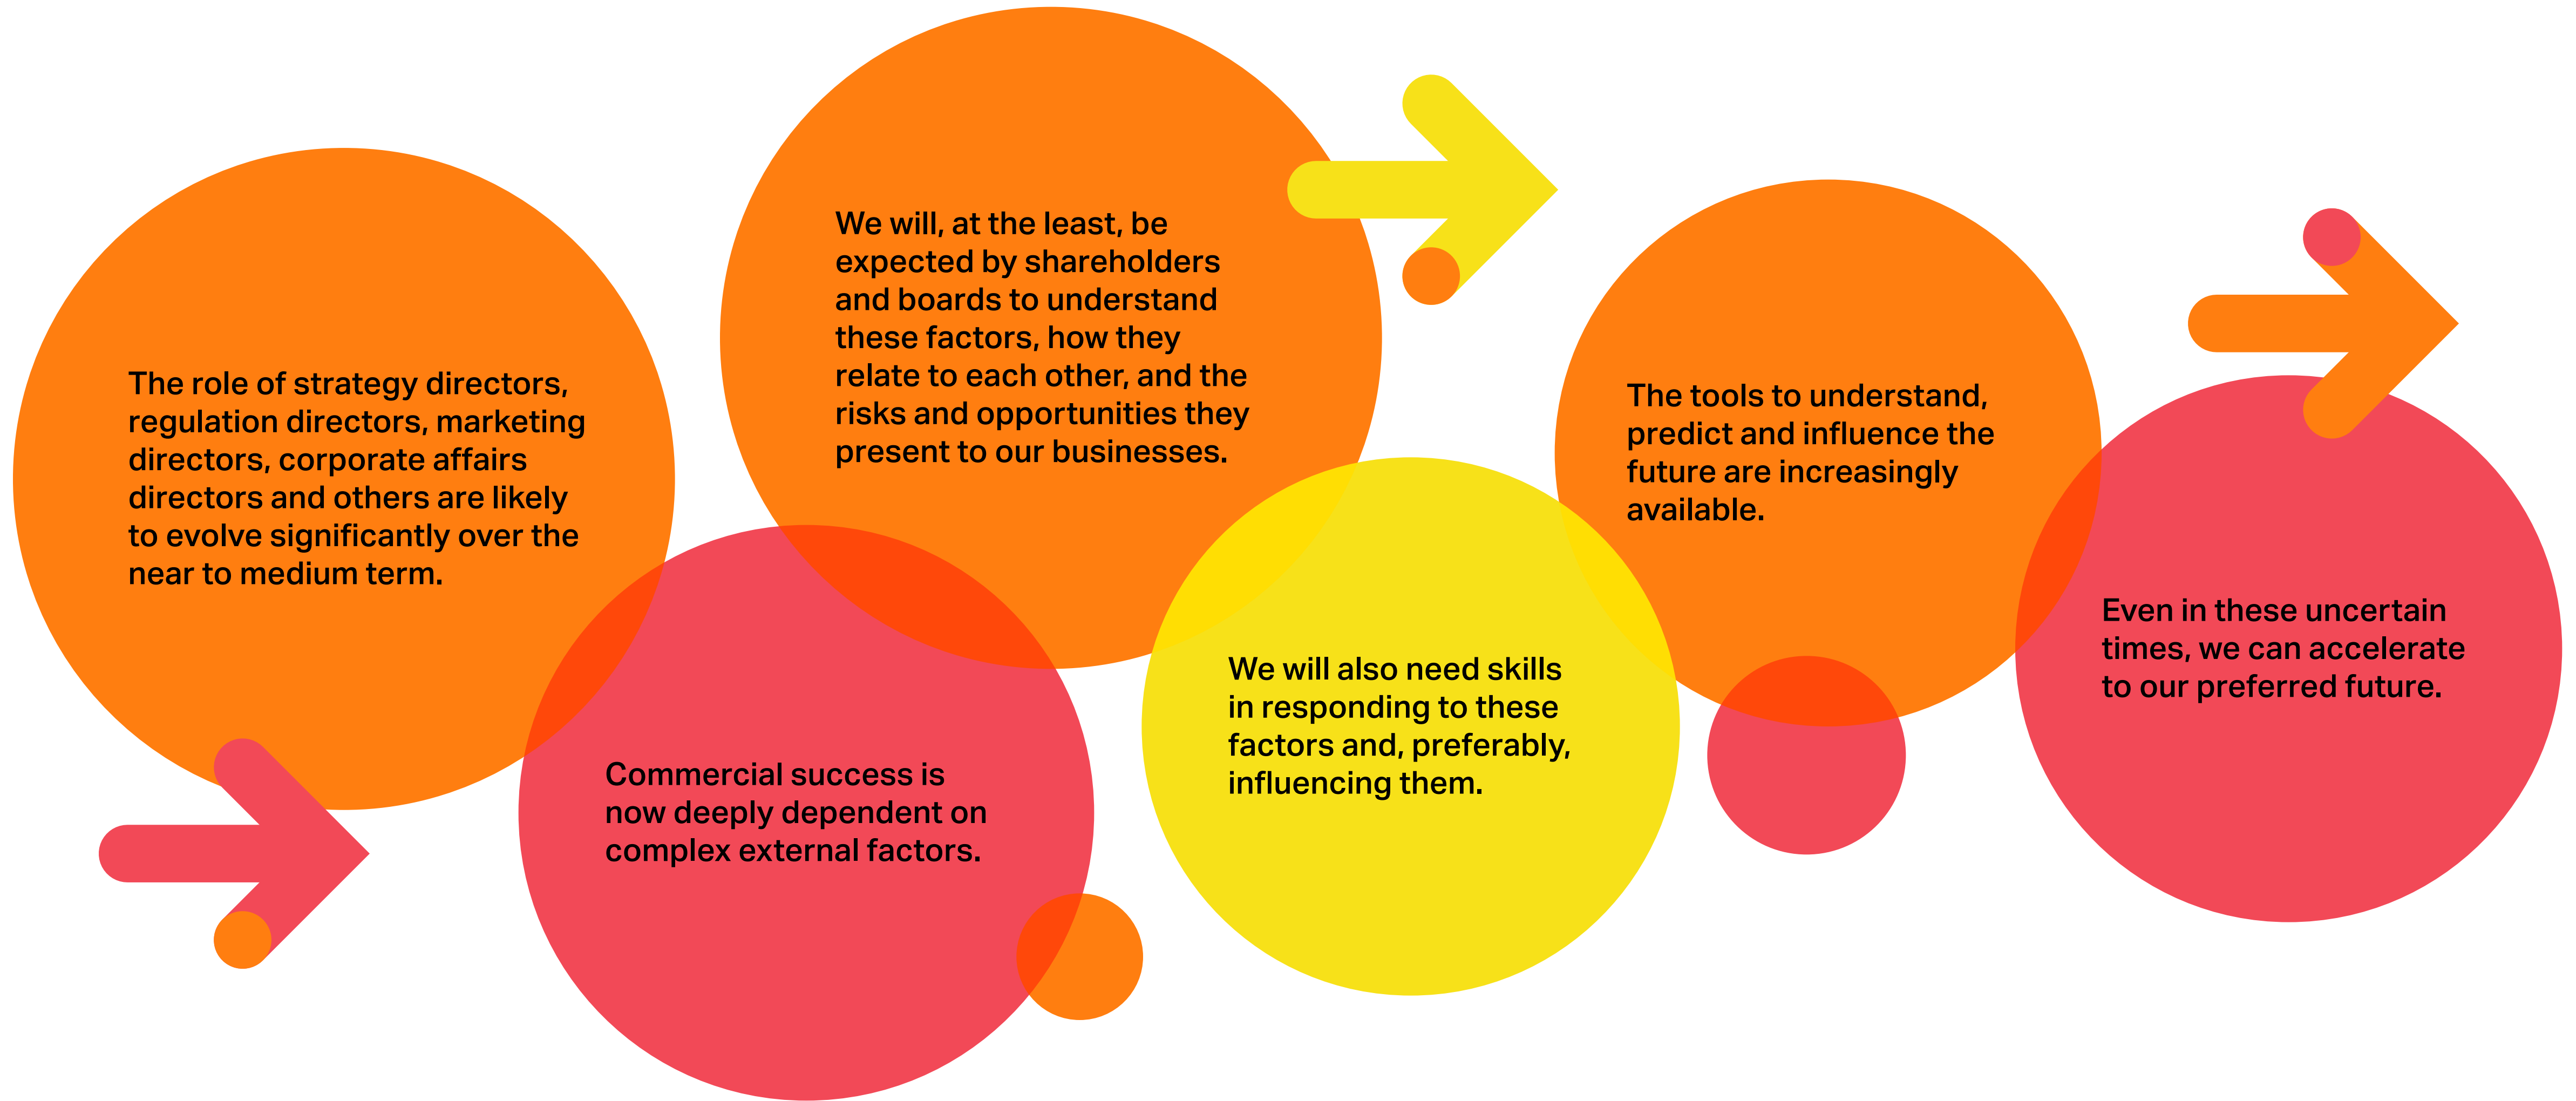 The role of strategy directors,
regulation directors, marketing
directors, corporate affairs
directors and others are likely
to evolve significantly over the
near to medium term.
Commercial success is
now deeply dependent on
complex external factors.
We will, at the least, be
expected by shareholders
and boards to understand
these factors, how they
relate to each other, and the
risks and opportunities they
present to our businesses.
We will also need skills
in responding to these
factors and, preferably,
influencing them.
The tools to understand,
predict and influence the
future are increasingly
available.
Even in these uncertain
times, we can accelerate
to our preferred future.